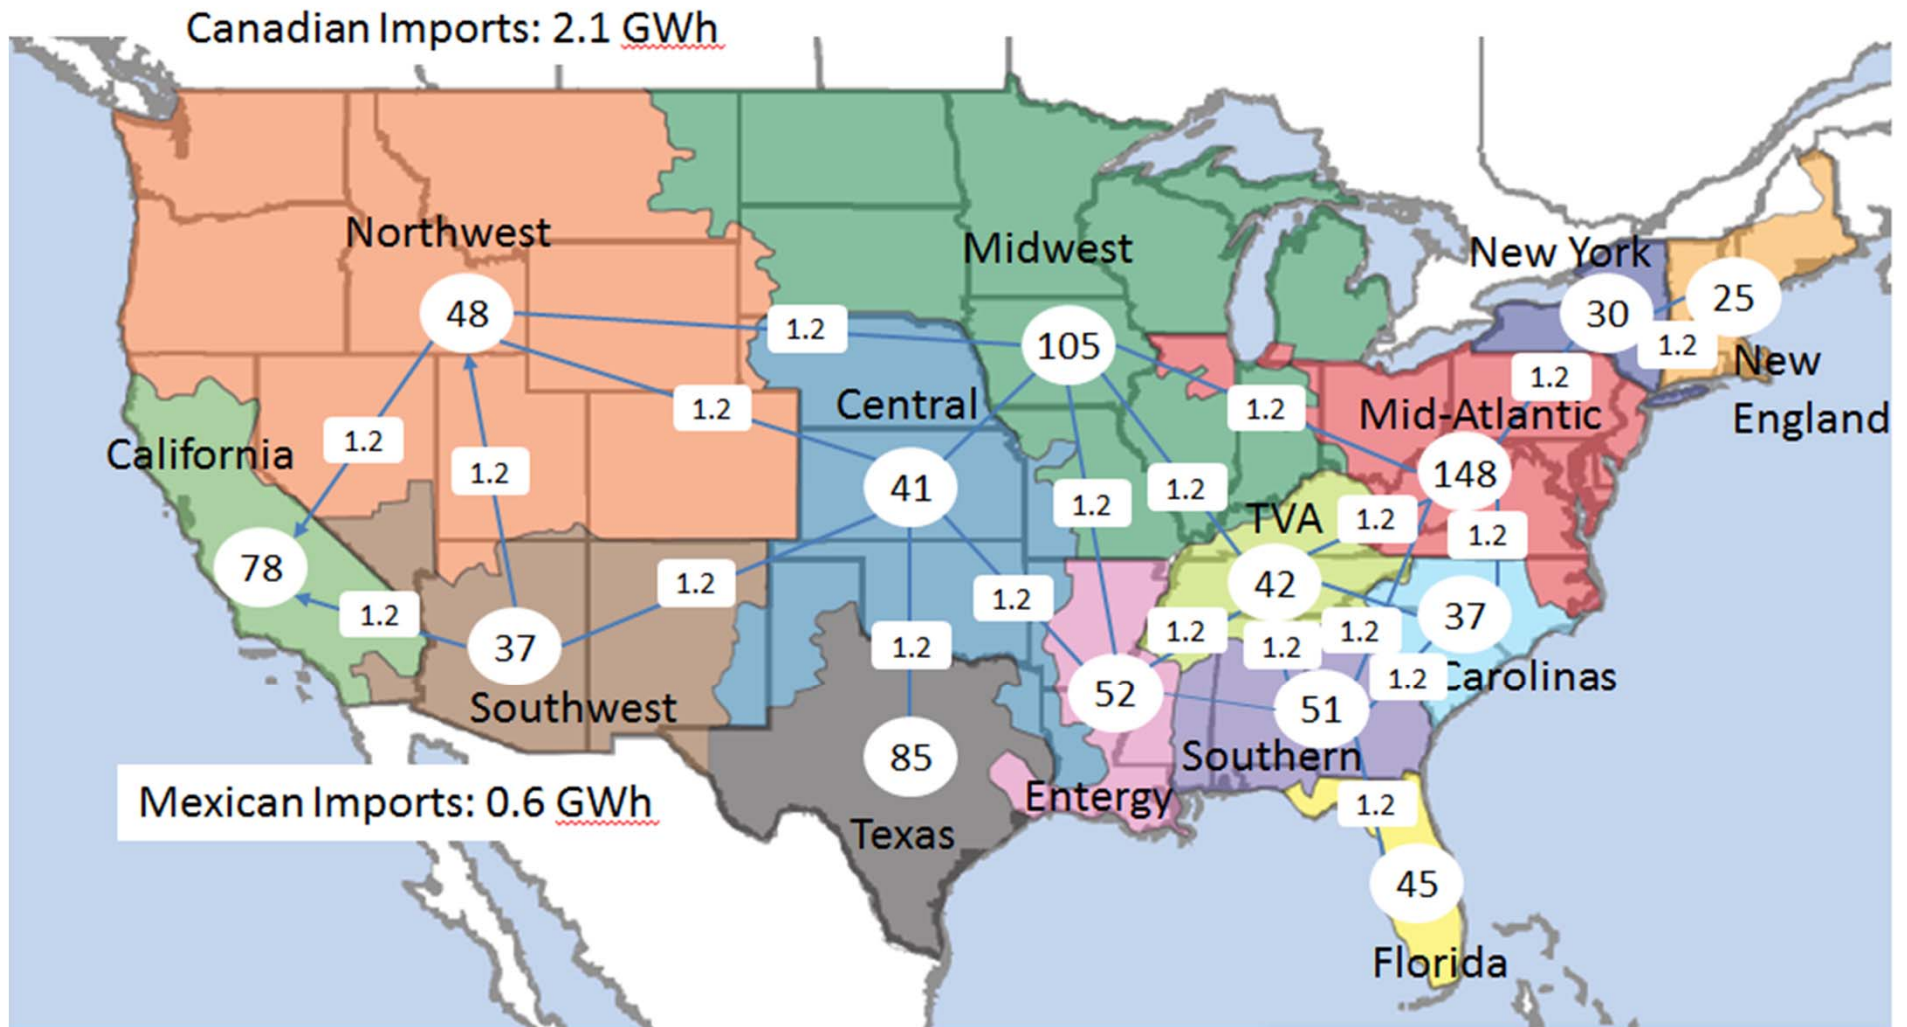 Canadian Imports: 2.1 GWh
Northwest
Midwest
New York
48
1.2
105
30
25
1.2
New
England
1.2
1.2
Central
1.2
Mid-Atlantic
California
1.2
1.2
41
148
1.2
1.2
TVA
1.2
1.2
78
1.2
42
1.2
1.2
37
1.2
1.2
37
1.2
1.2
1.2
Carolinas
Southwest
52
51
85
Southern
Mexican Imports: 0.6 GWh
Entergy
1.2
Texas
45
Florida